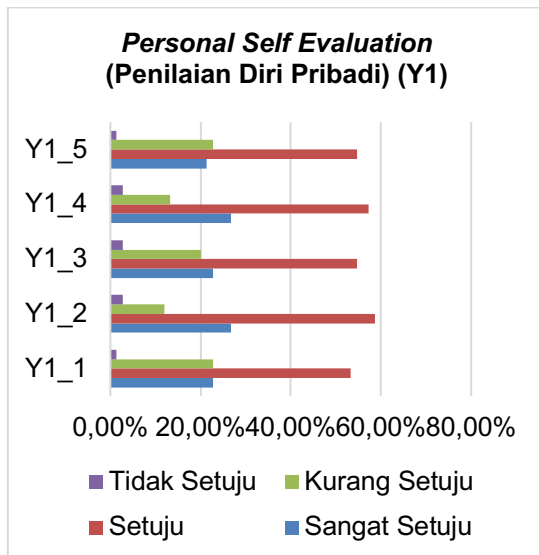 Personal Self Evaluation
(Penilaian Diri Pribadi) (Y1)
Y1_5
Y1_4
Y1_3
Y1_2
Y1_1
0,00% 20,00% 40,00% 60,00% 80,00%
Tidak Setuju Kurang Setuju
Setuju Sangat Setuju